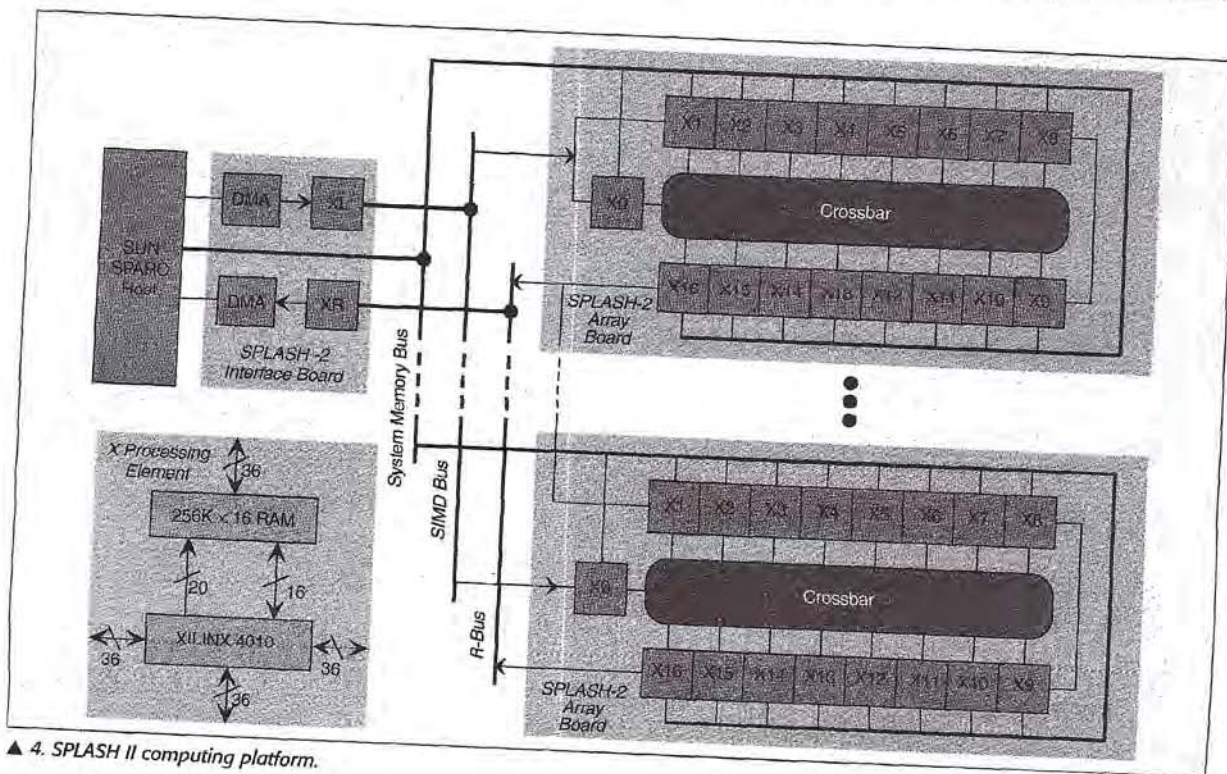 X1 X2 X3 X4 X5 X6 X7 X8
DMA
XL
X0
Crossbar
SUN
SPARC
Host
DMA
XR
X16 X15 X14 X13 X12 X11 X10 X9
SPLASH-2
Array
Board
SPLASH -2
Interface Board
System Memory Bus
SIMD Bus
R-Bus
X Processing
Element
36
256K × 16 RAM
20
16
XILINX 4010
36
36
36
X1 X2 X3 X4 X5 X6 X7 X8
Crossbar
X16 X15 X14 X13 X12 X11 X10 X9
SPLASH-2
Array
Board
▲ 4. SPLASH II computing platform.